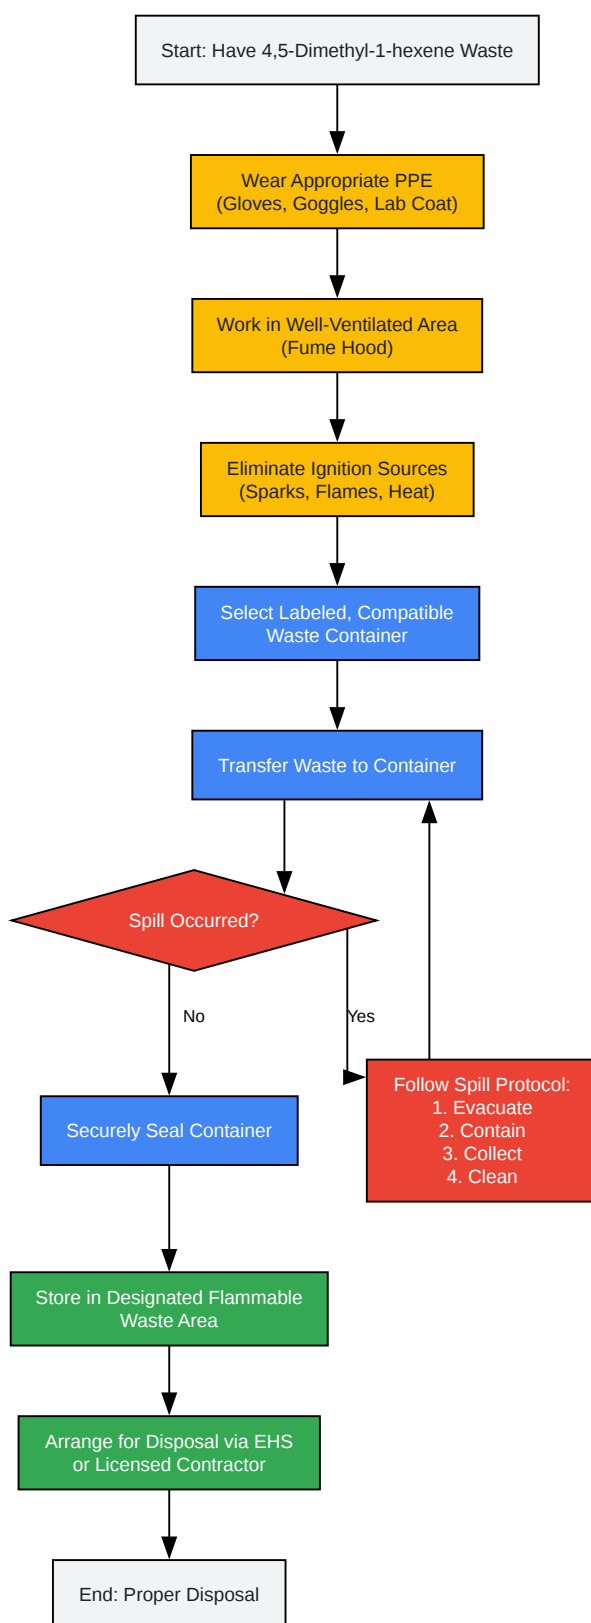 Start: Have 4,5-Dimethyl-1-hexene Waste
Wear Appropriate PPE
(Gloves, Goggles, Lab Coat)
Work in Well-Ventilated Area
(Fume Hood)
Eliminate Ignition Sources
(Sparks, Flames, Heat)
Select Labeled, Compatible
Waste Container
Transfer Waste to Container
Spill Occurred?
No
Yes
Follow Spill Protocol:
1. Evacuate
2. Contain
3. Collect
4. Clean
Securely Seal Container
Store in Designated Flammable
Waste Area
Arrange for Disposal via EHS
or Licensed Contractor
End: Proper Disposal